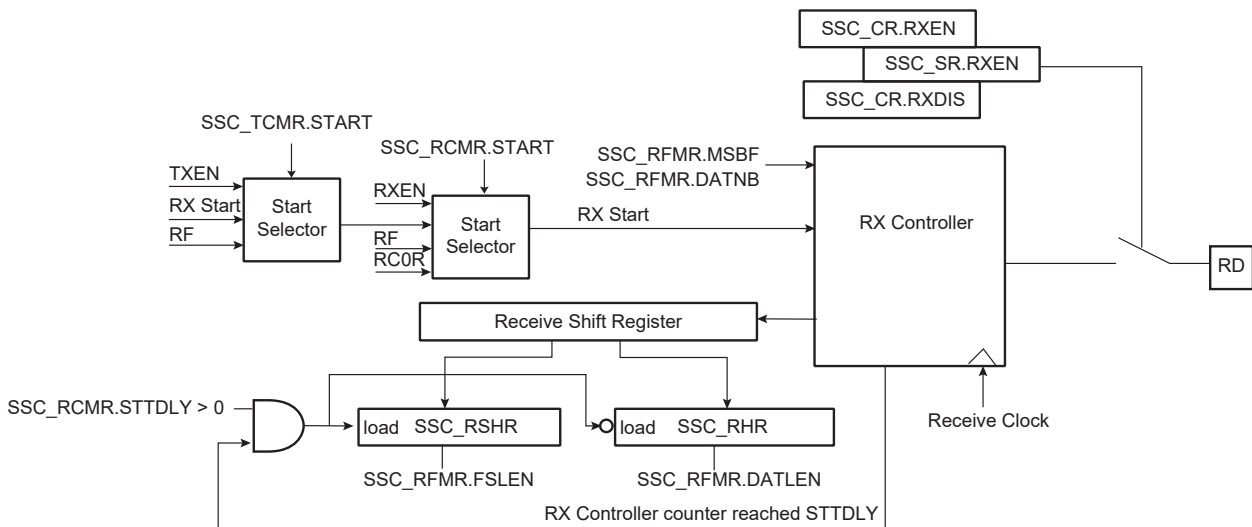 SSC_CR.RXEN
SSC_SR.RXEN
SSC_CR.RXDIS
SSC_TCMR.START
SSC_RCMR.START
SSC_RFMR.MSBF
SSC_RFMR.DATNB
TXEN
RX Start
RF
Start
Selector
RXEN
RF
RC0R
Start
Selector
RX Start
RX Controller
RD
Receive Shift Register
SSC_RCMR.STTDLY > 0
load SSC_RSHR
load SSC_RHR
Receive Clock
SSC_RFMR.FSLEN
SSC_RFMR.DATLEN
RX Controller counter reached STTDLY